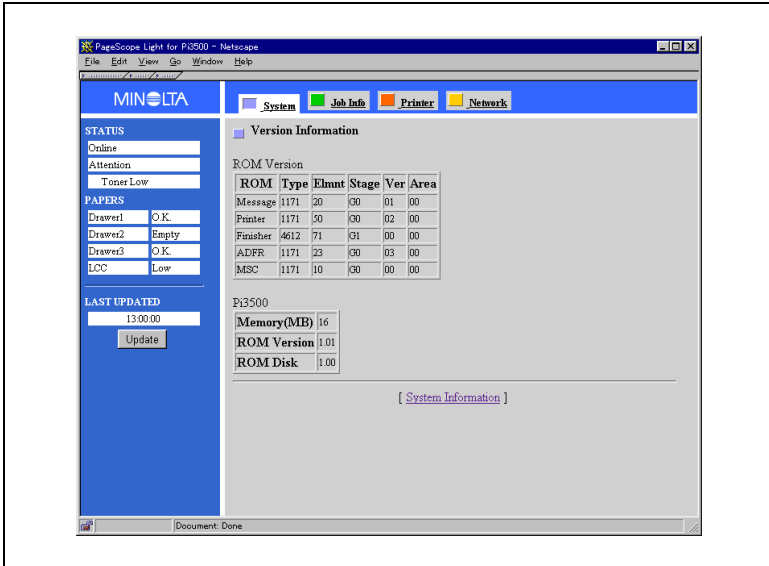 PageScope Light for Pi3500 - Netscape
File Edit View Go Window Help
MINOLTA
System Job Info Printer Network
STATUS
Online
Attention
Toner Low
PAPERS
Drawer1 O.K.
Drawer2 Empty
Drawer3 O.K.
LCC Low
LAST UPDATED
13:00:00
Update
Version Information
ROM Version
ROM Type Elmnt Stage Ver Area
Message 1171 20 G0 01 00
Printer 1171 50 G0 02 00
Finisher 4612 71 G1 00 00
ADFR 1171 23 G0 03 00
MSC 1171 10 G0 00 00
Pi3500
Memory(MB) 16
ROM Version 1.01
ROM Disk 1.00
[ System Information ]
Document: Done